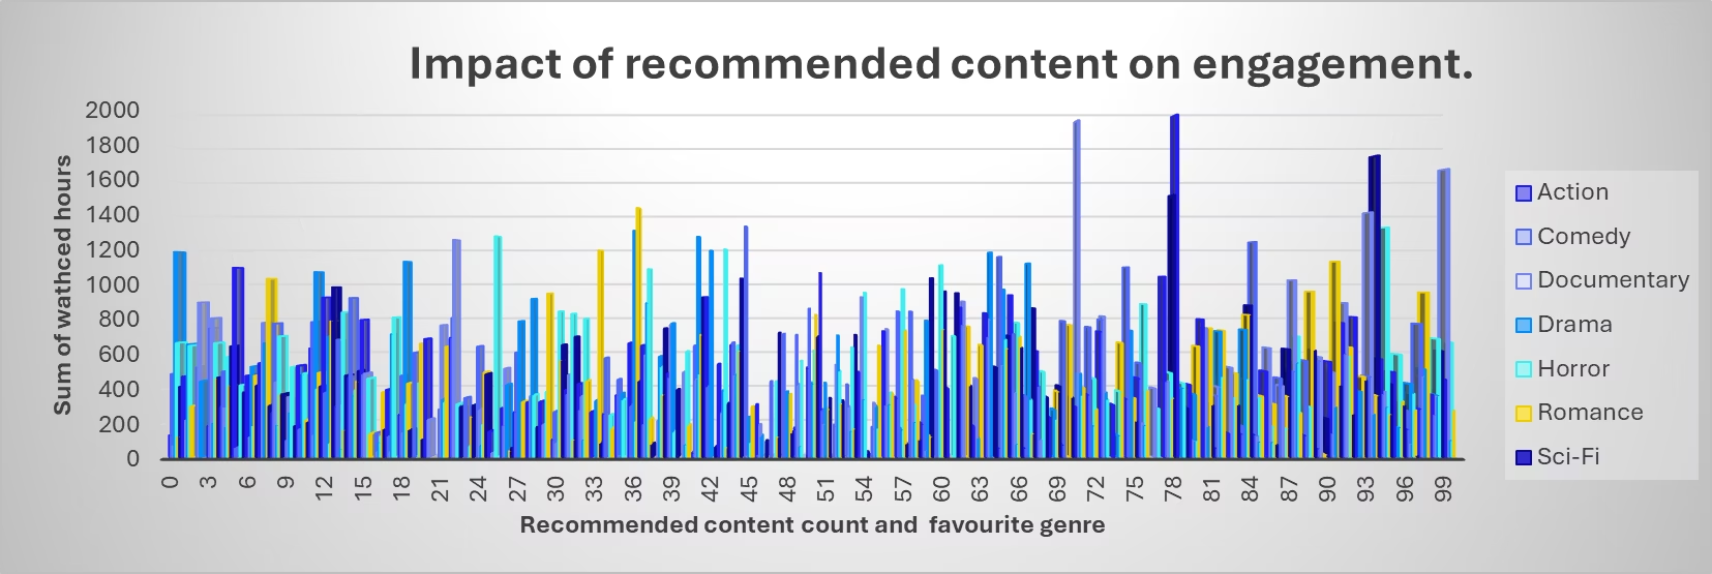 Impact of recommended content on engagement.
Sum of wathced hours
2000
1800
1600
1400
1200
1000
800
600
400
200
0
0 3 6 9 12 15 18 21 24 27 30 33 36 39 42 45 48 51 54 57 60 63 66 69 72 75 78 81 84 87 90 93 96 99
Recommended content count and  favourite genre
Action
Comedy
Documentary
Drama
Horror
Romance
Sci-Fi